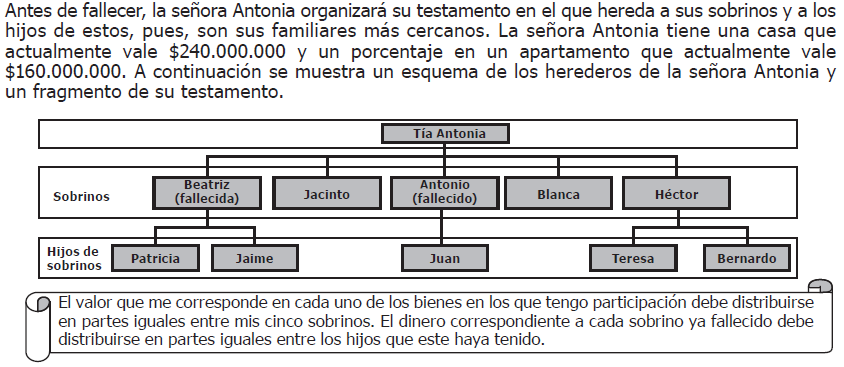 Antes de fallecer, la señora Antonia organizará su testamento en el que hereda a sus sobrinos y a los
hijos de estos, pues, son sus familiares más cercanos. La señora Antonia tiene una casa que
actualmente vale $240.000.000 y un porcentaje en un apartamento que actualmente vale
$160.000.000. A continuación se muestra un esquema de los herederos de la señora Antonia y
un fragmento de su testamento.
Tía Antonia
Sobrinos
Beatriz
(fallecida)
Jacinto
Antonio
(fallecido)
Blanca
Héctor
Hijos de
sobrinos
Patricia
Jaime
Juan
Teresa
Bernardo
El valor que me corresponde en cada uno de los bienes en los que tengo participación debe distribuirse
en partes iguales entre mis cinco sobrinos. El dinero correspondiente a cada sobrino ya fallecido debe
distribuirse en partes iguales entre los hijos que este haya tenido.